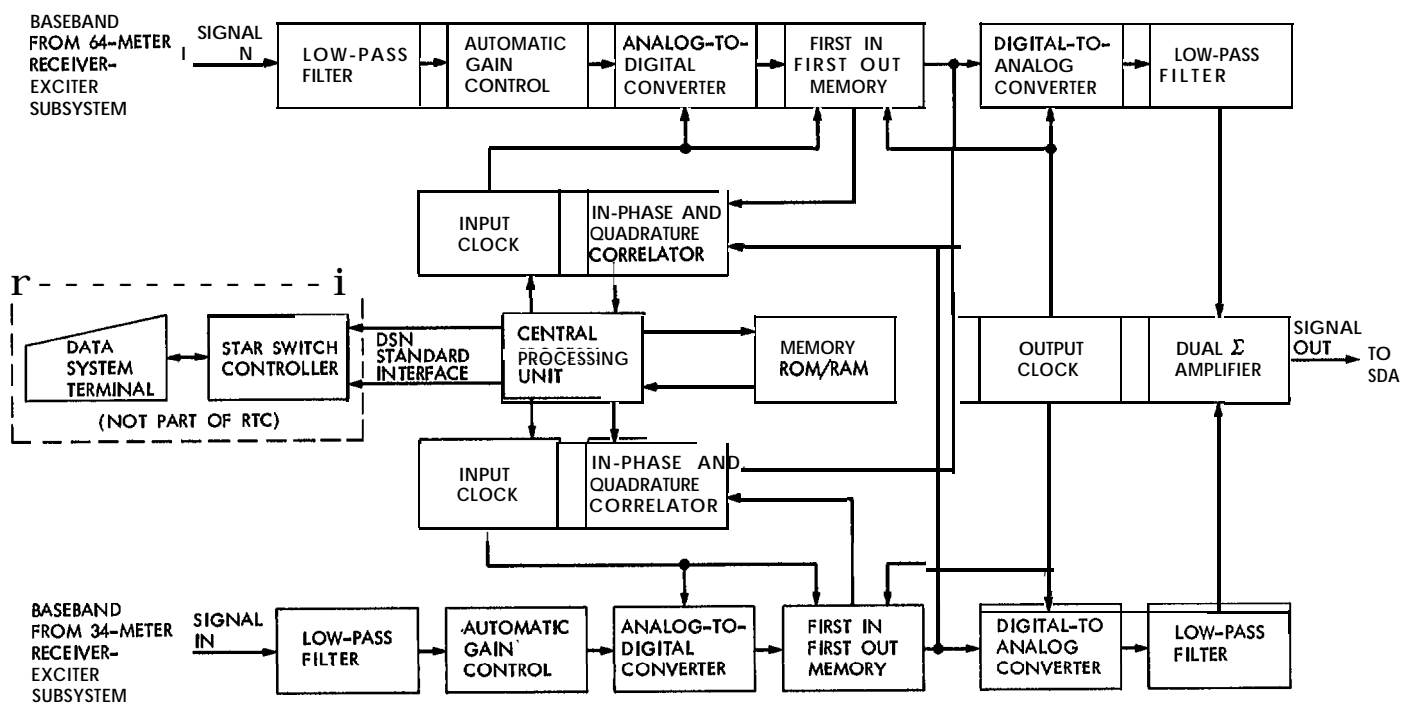 BASEBAND
FROM 64-METER
RECEIVER-
EXCITER
SUBSYSTEM
SIGNAL
I N
LOW-PASS
FILTER
AUTOMATIC
GAIN
CONTROL
ANALOG-TO-
DIGITAL
CONVERTER
FIRST IN
FIRST OUT
MEMORY
DIGITAL-TO-
ANALOG
CONVERTER
LOW-PASS
FILTER
INPUT
CLOCK
IN-PHASE AND
QUADRATURE
CORRELATOR
r - - - - - - - - - - - i
DATA
SYSTEM
TERMINAL
STAR SWITCH
CONTROLLER
(NOT PART OF RTC)
DSN
STANDARD
INTERFACE
CENTRAL
PROCESSING
UNIT
MEMORY
ROM/RAM
OUTPUT
CLOCK
DUAL Σ
AMPLIFIER
SIGNAL
OUT
TO
SDA
INPUT
CLOCK
IN-PHASE AND
QUADRATURE
CORRELATOR
BASEBAND
FROM 34-METER
RECEIVER-
EXCITER
SUBSYSTEM
SIGNAL
IN
LOW-PASS
FILTER
AUTOMATIC
GAIN
CONTROL
ANALOG-TO-
DIGITAL
CONVERTER
FIRST IN
FIRST OUT
MEMORY
DIGITAL-TO
ANALOG
CONVERTER
LOW-PASS
FILTER